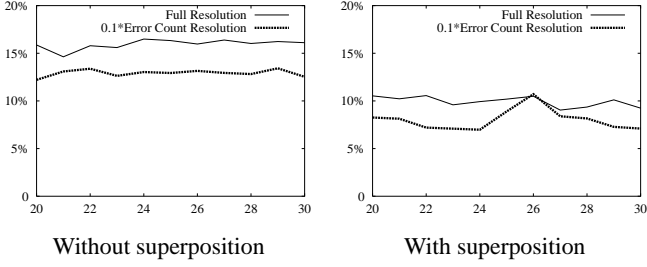 20%
Full Resolution
0.1*Error Count Resolution
15%
10%
5%
0
20 22 24 26 28 30
Without superposition
20%
Full Resolution
0.1*Error Count Resolution
15%
10%
5%
0
20 22 24 26 28 30
With superposition